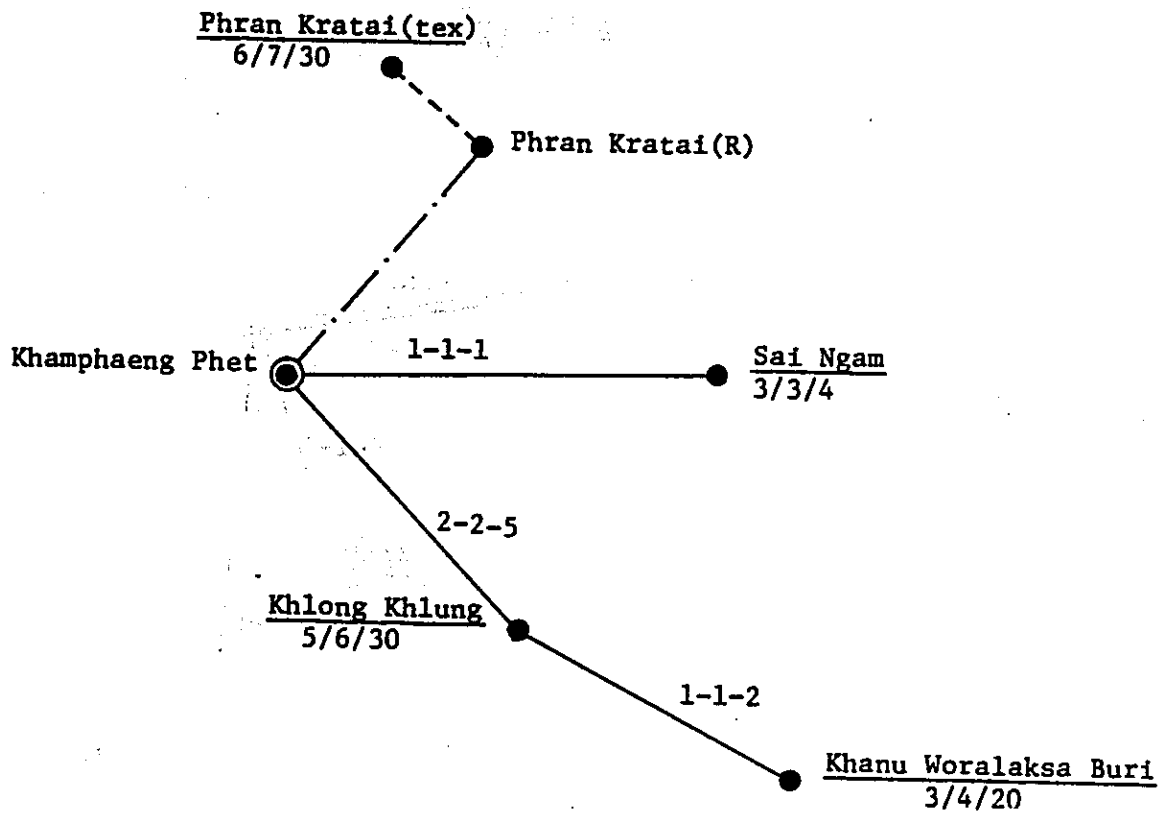 Phran Kratai(tex)
6/7/30
Phran Kratai(R)
Khamphaeng Phet
1-1-1
Sai Ngam
3/3/4
2-2-5
Khlong Khlung
5/6/30
1-1-2
Khanu Woralaksa Buri
3/4/20